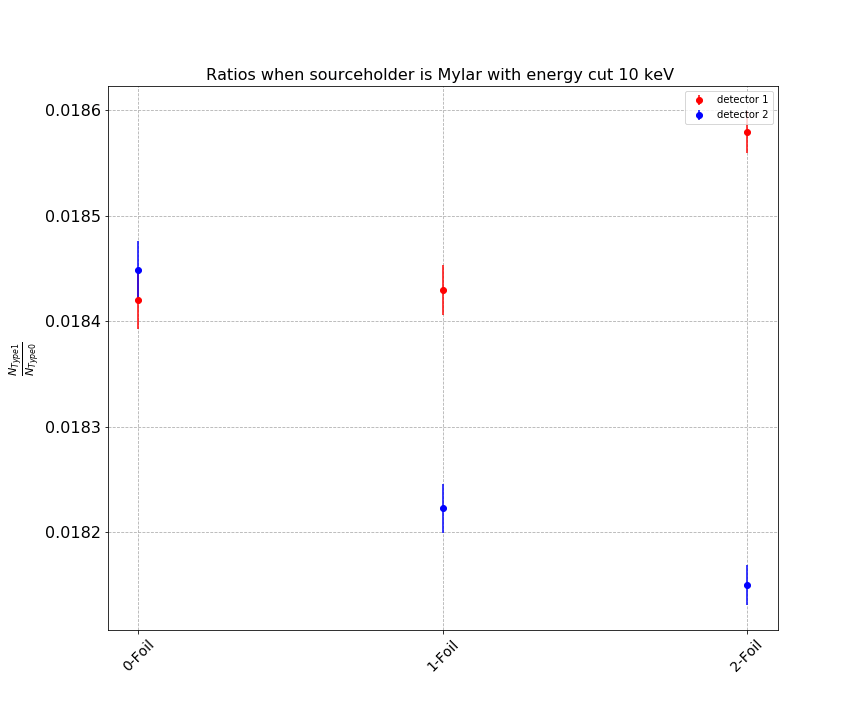 Ratios when sourceholder is Mylar with energy cut 10 keV
detector 1
detector 2
0.0186
0.0185
0.0184
0.0183
0.0182
N_Type1
N_Type0
0-Foil
1-Foil
2-Foil